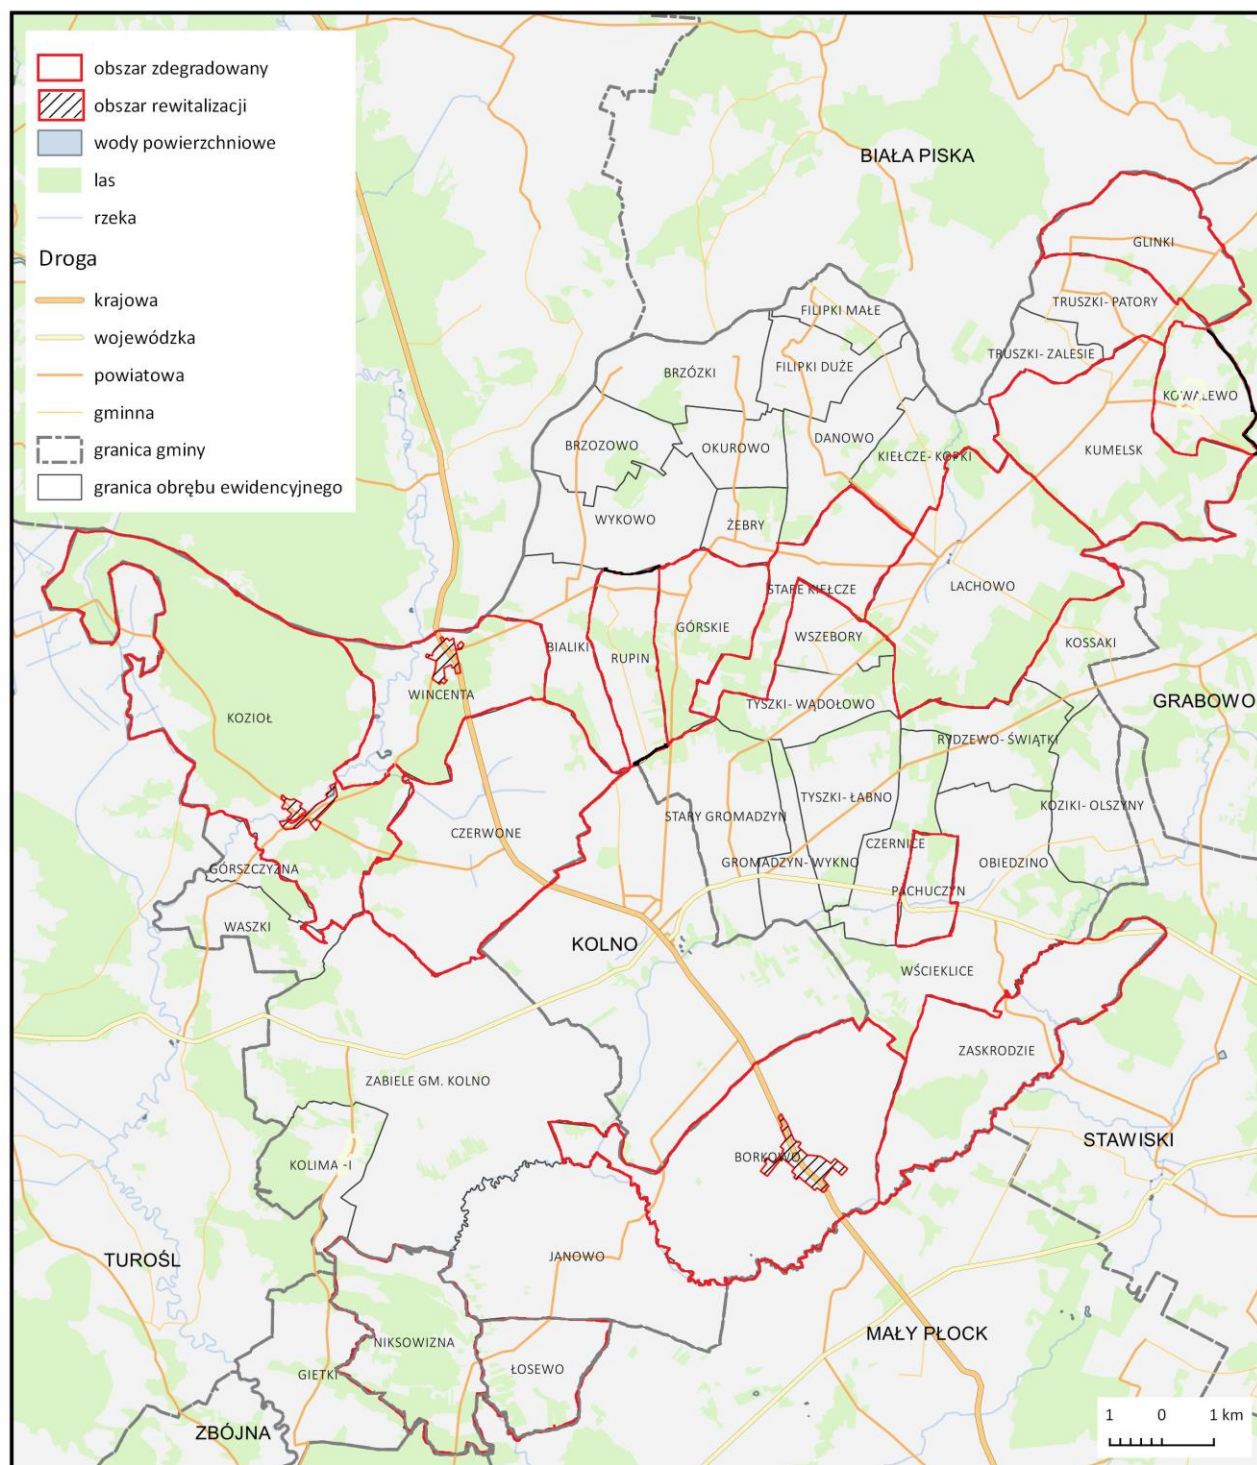 obszar zdegradowany
obszar rewitalizacji
wody powierzchniowe
las
rzeka
Droga
krajowa
wojewódzka
powiatowa
gminna
granica gminy
granica obrębu ewidencyjnego
BIAŁA PISKA
GLINKI
TRUSZKI- PATORY
FILIPKI MAŁE
TRUSZKI- ZALESIE
FILIPKI DUŻE
BRZÓZKI
KOWALEWO
BRZOZOWO
OKUROWO
DANOWO
KIEŁCZE- KOPKI
KUMELSK
WYKOWO
ŻEBRY
STARE KIEŁCZE
LACHOWO
GÓRSKIE
WSZEBORY
KOSSAKI
BIALIKI
RUPIN
WINCENTA
GRABOWO
TYSZKI- WĄDOŁOWO
KOZIOŁ
RYDZEWO- ŚWIĄTKI
TYSZKI- ŁABNO
KOZIKI- OLSZYNY
STARY GROMADZYN
CZERWONE
CZERNICE
GROMADZYN- WYKNO
OBIEDZINO
GÓRSZCZYZNA
PACHUCZYN
WASZKI
KOLNO
WŚCIEKLICE
ZASKRODZIE
ZABIELE GM. KOLNO
STAWISKI
BORKOWO
KOLIMA -I
JANOWO
TUROŚL
MAŁY PŁOCK
NIKSOWIZNA
ŁOSEWO
GIETKI
ZBÓJNA
1 0 1 km